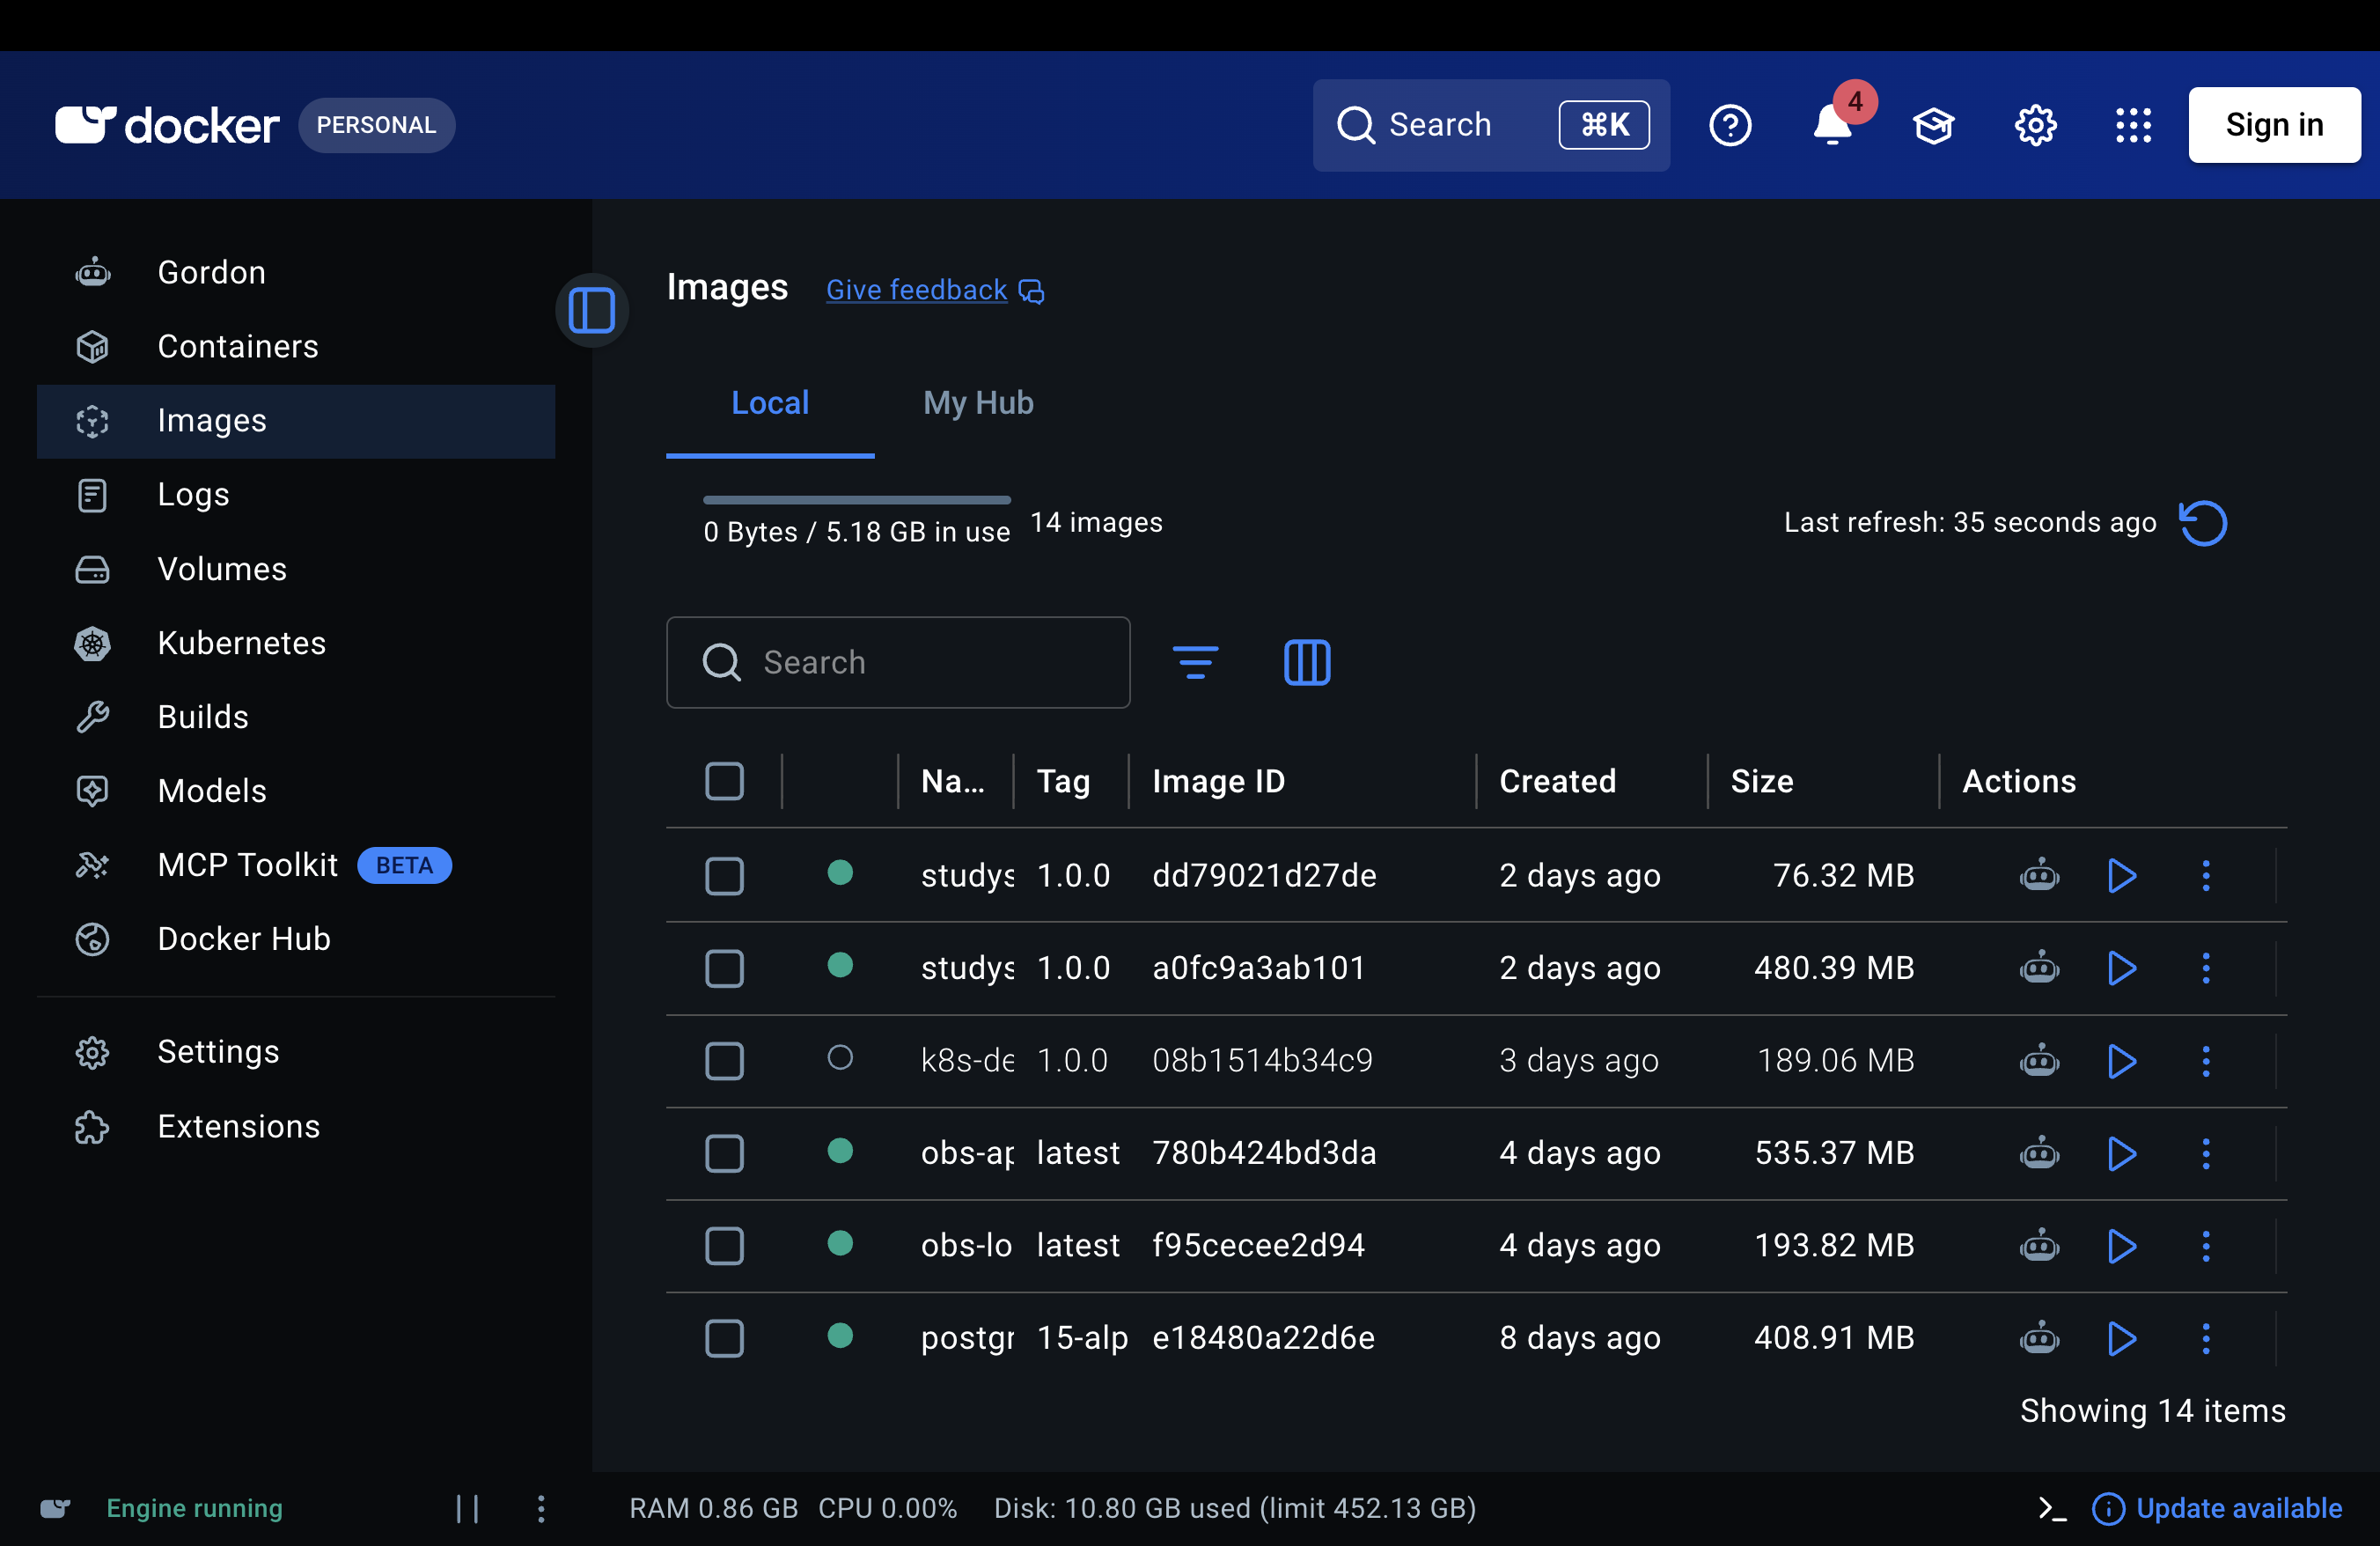 docker PERSONAL Search ⌘K 4 Sign in
Gordon
Containers
Images
Logs
Volumes
Kubernetes
Builds
Models
MCP Toolkit BETA
Docker Hub
Settings
Extensions
Images Give feedback
Local My Hub
0 Bytes / 5.18 GB in use 14 images Last refresh: 35 seconds ago
Search
Na... Tag Image ID Created Size Actions
studys 1.0.0 dd79021d27de 2 days ago 76.32 MB
studys 1.0.0 a0fc9a3ab101 2 days ago 480.39 MB
k8s-de 1.0.0 08b1514b34c9 3 days ago 189.06 MB
obs-ap latest 780b424bd3da 4 days ago 535.37 MB
obs-lo latest f95cecee2d94 4 days ago 193.82 MB
postgr 15-alp e18480a22d6e 8 days ago 408.91 MB
Showing 14 items
Engine running RAM 0.86 GB CPU 0.00% Disk: 10.80 GB used (limit 452.13 GB) >_ Update available